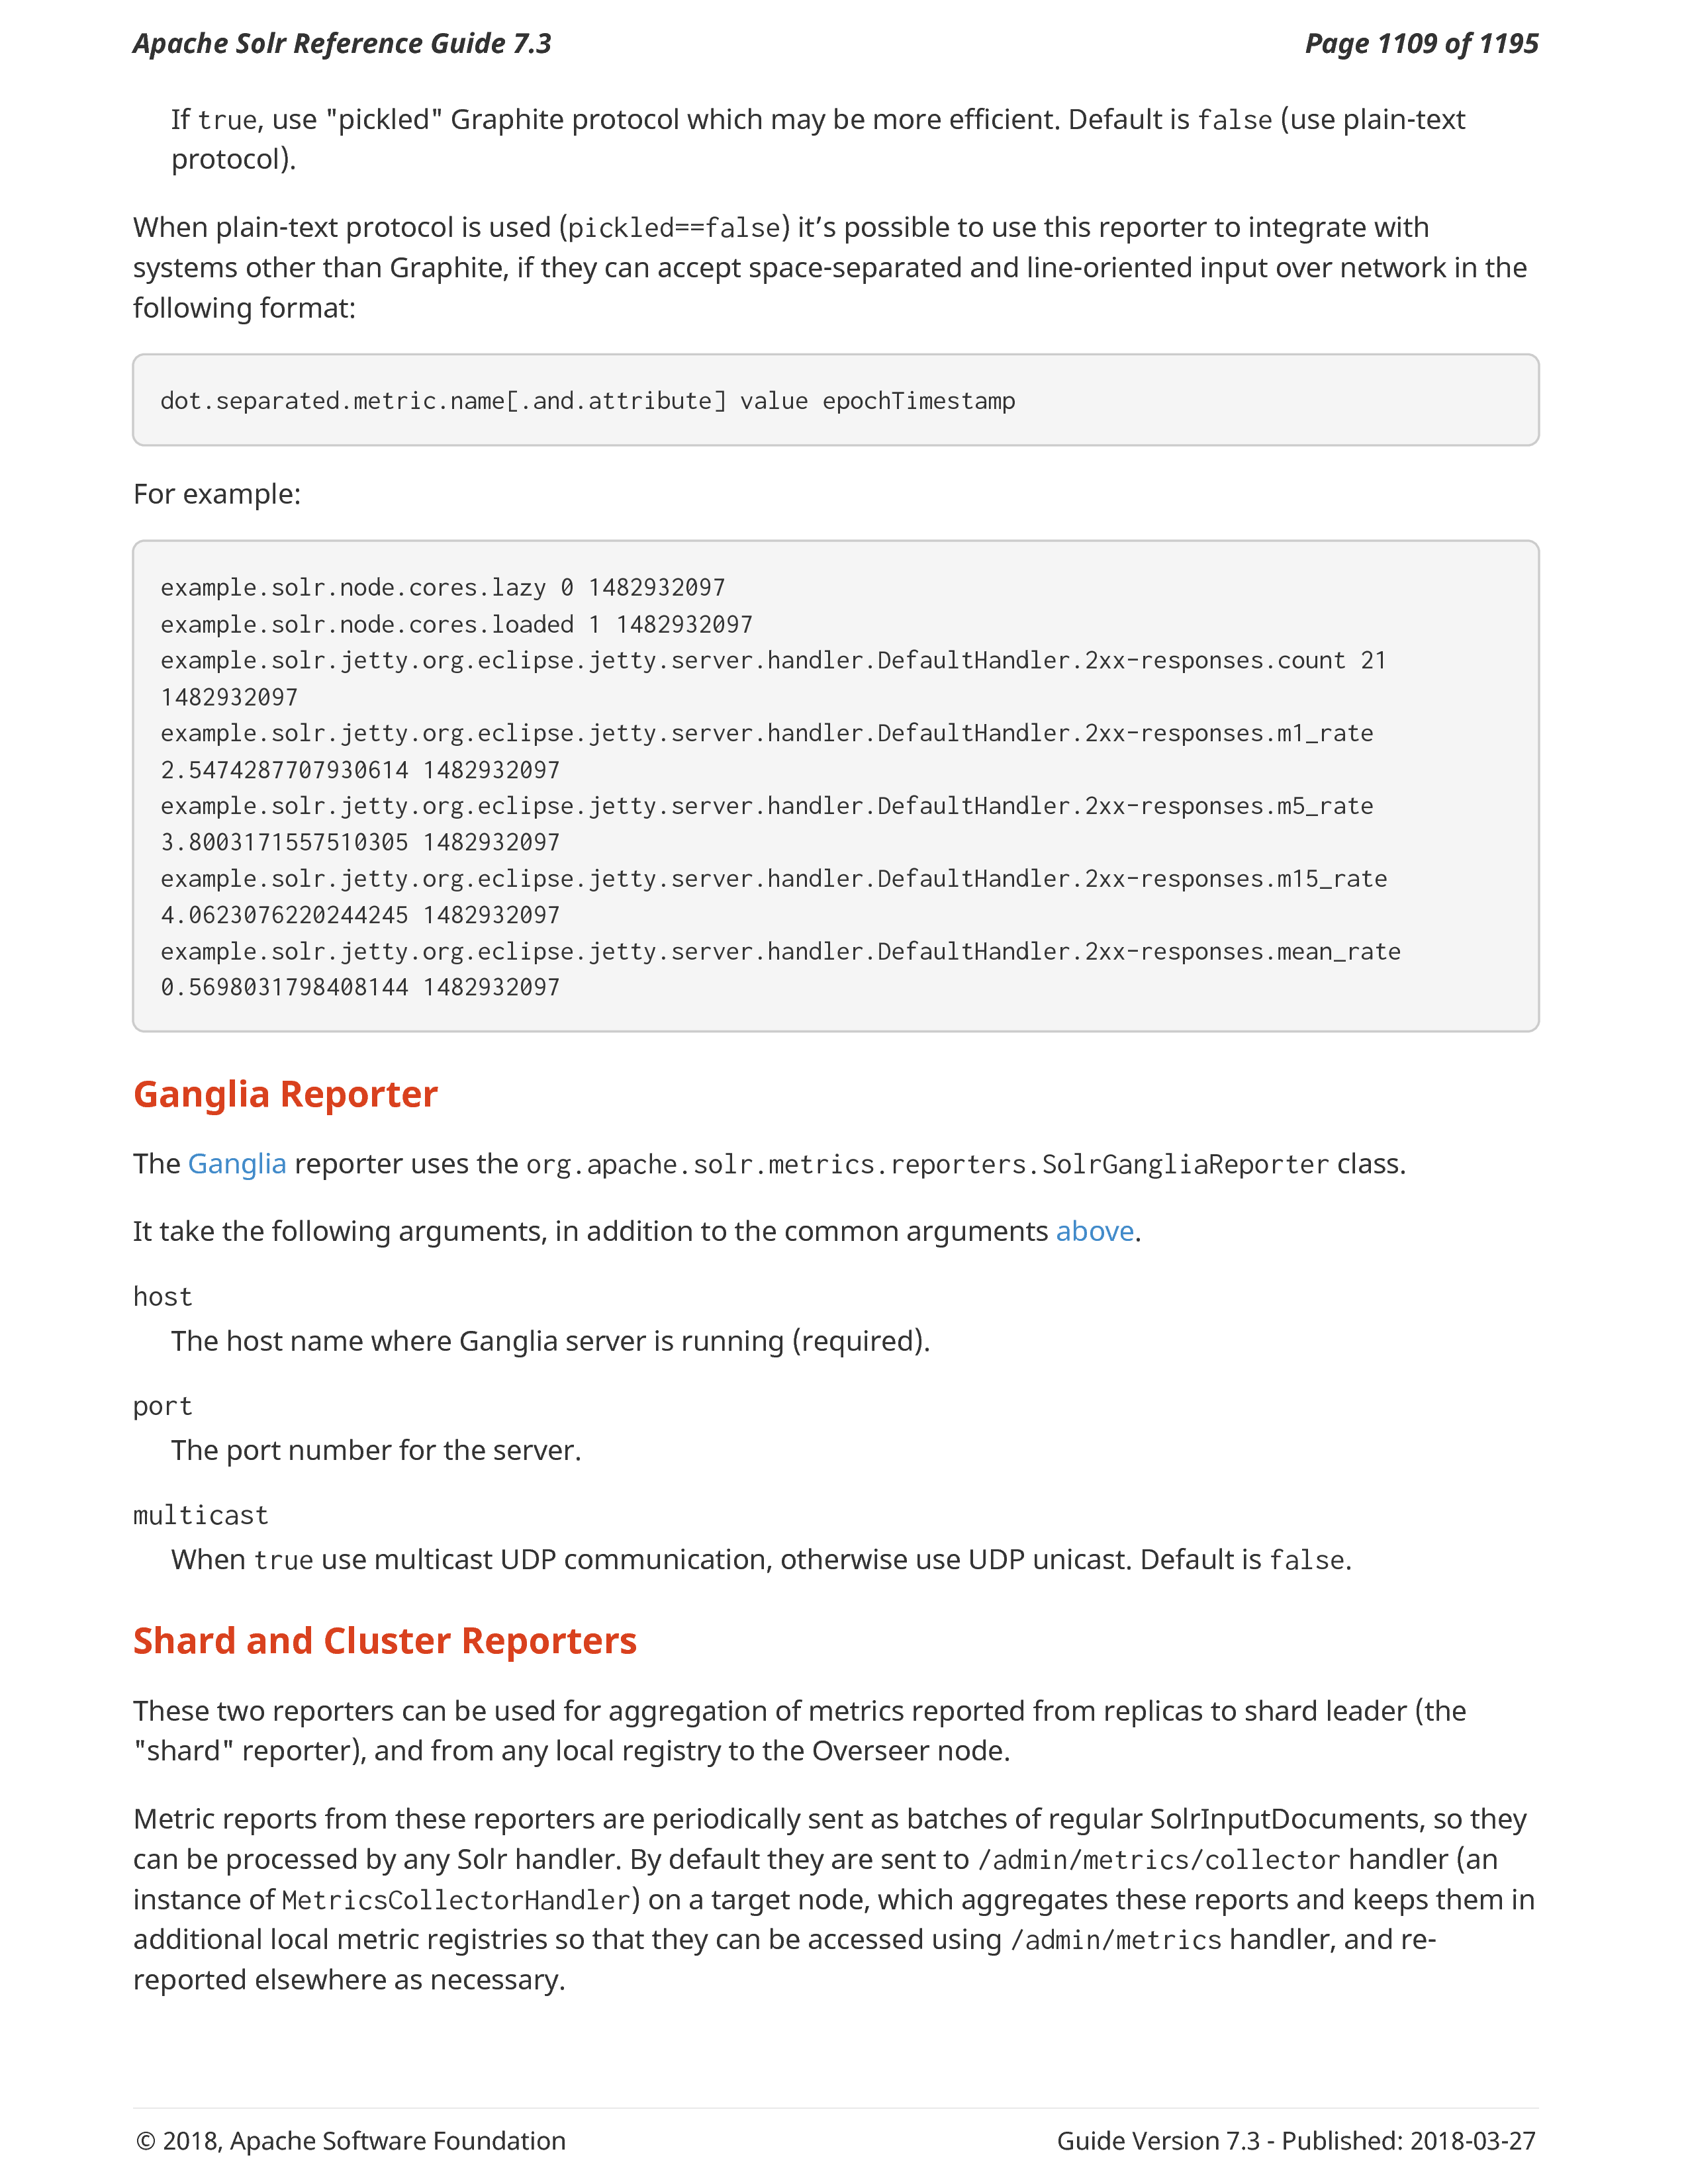 Apache Solr Reference Guide 7.3 Page 1109 of 1195
If true, use "pickled" Graphite protocol which may be more efficient. Default is false (use plain-text
protocol).
When plain-text protocol is used (pickled==false) it’s possible to use this reporter to integrate with
systems other than Graphite, if they can accept space-separated and line-oriented input over network in the
following format:
dot.separated.metric.name[.and.attribute] value epochTimestamp
For example:
example.solr.node.cores.lazy 0 1482932097
example.solr.node.cores.loaded 1 1482932097
example.solr.jetty.org.eclipse.jetty.server.handler.DefaultHandler.2xx-responses.count 21
1482932097
example.solr.jetty.org.eclipse.jetty.server.handler.DefaultHandler.2xx-responses.m1_rate
2.5474287707930614 1482932097
example.solr.jetty.org.eclipse.jetty.server.handler.DefaultHandler.2xx-responses.m5_rate
3.8003171557510305 1482932097
example.solr.jetty.org.eclipse.jetty.server.handler.DefaultHandler.2xx-responses.m15_rate
4.0623076220244245 1482932097
example.solr.jetty.org.eclipse.jetty.server.handler.DefaultHandler.2xx-responses.mean_rate
0.5698031798408144 1482932097
Ganglia Reporter
The Ganglia reporter uses the org.apache.solr.metrics.reporters.SolrGangliaReporter class.
It take the following arguments, in addition to the common arguments above.
host
The host name where Ganglia server is running (required).
port
The port number for the server.
multicast
When true use multicast UDP communication, otherwise use UDP unicast. Default is false.
Shard and Cluster Reporters
These two reporters can be used for aggregation of metrics reported from replicas to shard leader (the
"shard" reporter), and from any local registry to the Overseer node.
Metric reports from these reporters are periodically sent as batches of regular SolrInputDocuments, so they
can be processed by any Solr handler. By default they are sent to /admin/metrics/collector handler (an
instance of MetricsCollectorHandler) on a target node, which aggregates these reports and keeps them in
additional local metric registries so that they can be accessed using /admin/metrics handler, and re-
reported elsewhere as necessary.
© 2018, Apache Software Foundation Guide Version 7.3 - Published: 2018-03-27